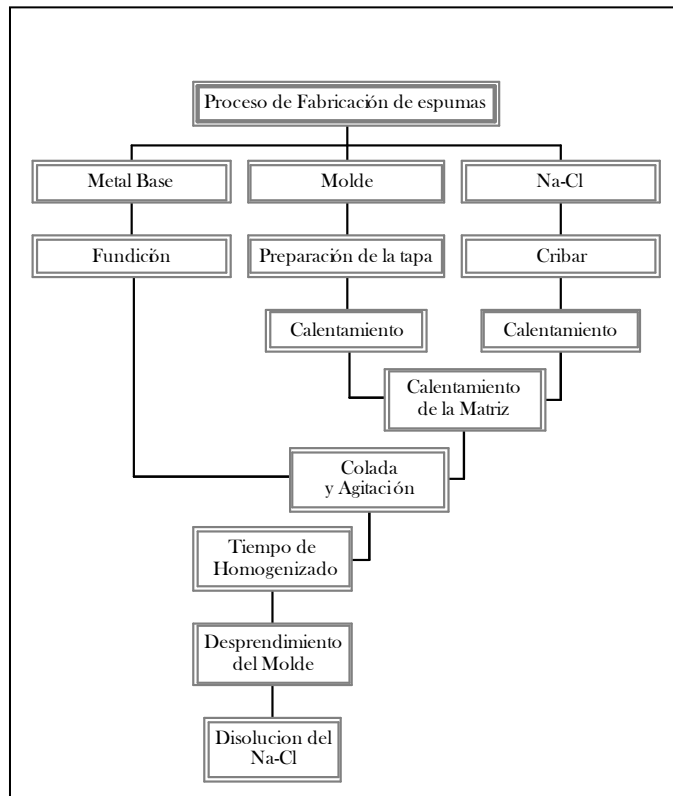 Proceso de Fabricación de espumas
Metal Base
Molde
Na-Cl
Fundición
Preparación de la tapa
Cribar
Calentamiento
Calentamiento
Calentamiento
de la Matriz
Colada
y Agitación
Tiempo de
Homogenizado
Desprendimiento
del Molde
Disolucion del
Na-Cl